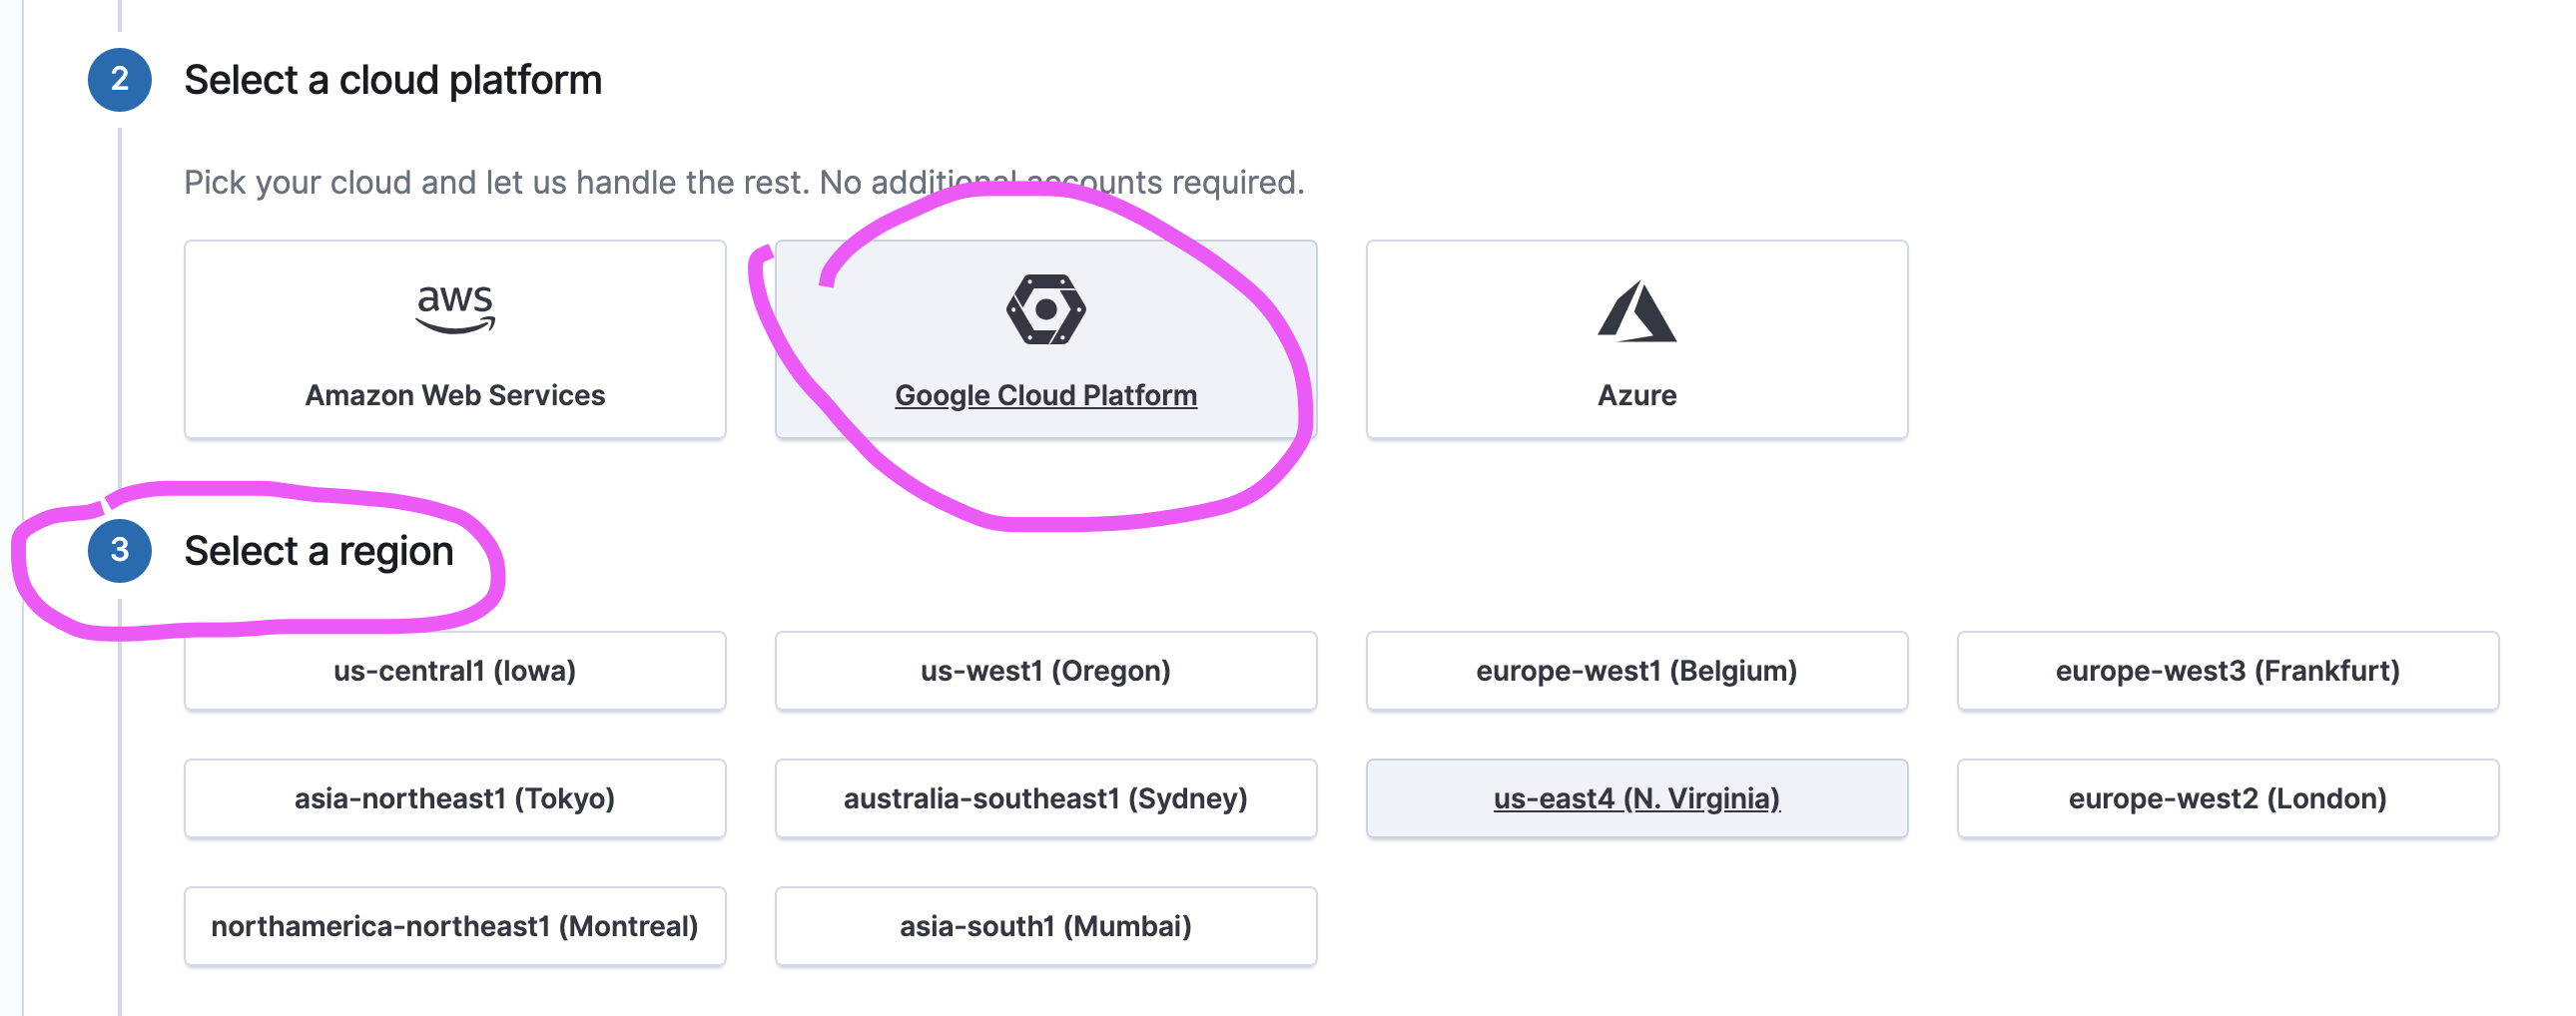 2
Select a cloud platform
Pick your cloud and let us handle the rest. No additional accounts required.
aws
Amazon Web Services
Google Cloud Platform
Azure
3
Select a region
us-central1 (Iowa)
us-west1 (Oregon)
europe-west1 (Belgium)
europe-west3 (Frankfurt)
asia-northeast1 (Tokyo)
australia-southeast1 (Sydney)
us-east4 (N. Virginia)
europe-west2 (London)
northamerica-northeast1 (Montreal)
asia-south1 (Mumbai)